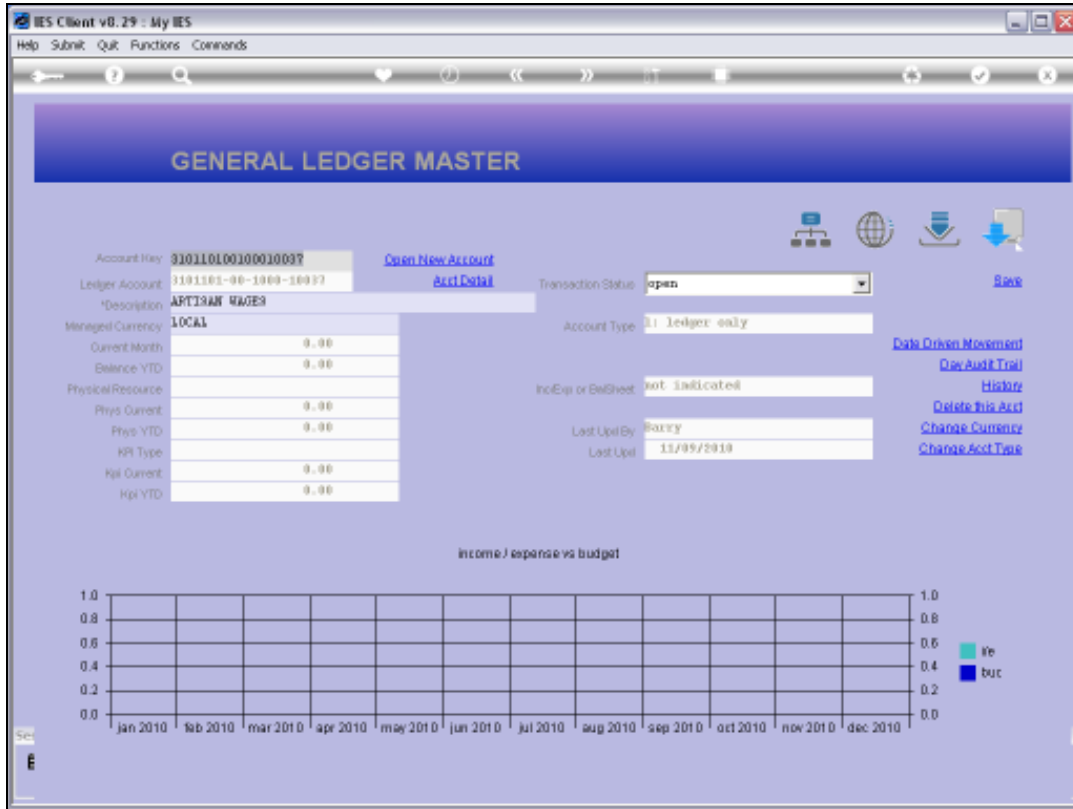 IES Client v8.29 : My IES
Help Submit Quit Functions Commands
GENERAL LEDGER MASTER
Account Key 310110100100010037 Open New Account
Ledger Account 3101101-00-1000-10037 Acct Detail Transaction Status open Save
*Description ARTISAN WAGES
Managed Currency LOCAL Account Type 1: ledger only
Current Month 0.00 Date Driven Movement
Balance YTD 0.00 Day Audit Trail
Physical Resource Inc/Exp or BalSheet not indicated History
Phys Current 0.00 Delete this Acct
Phys YTD 0.00 Last Upd By Barry Change Currency
KPI Type Last Upd 11/09/2010 Change Acct Type
Kpi Current 0.00
Kpi YTD 0.00
income / expense vs budget
1.0 1.0
0.8 0.8
0.6 0.6 i/e
0.4 0.4 buc
0.2 0.2
0.0 0.0
jan 2010 feb 2010 mar 2010 apr 2010 may 2010 jun 2010 jul 2010 aug 2010 sep 2010 oct 2010 nov 2010 dec 2010